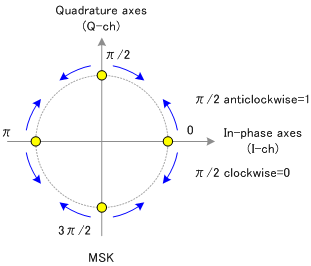 Quadrature axes
(Q-ch)
π/2
π/2 anticlockwise=1
π
0
In-phase axes
(I-ch)
π/2 clockwise=0
3π/2
MSK